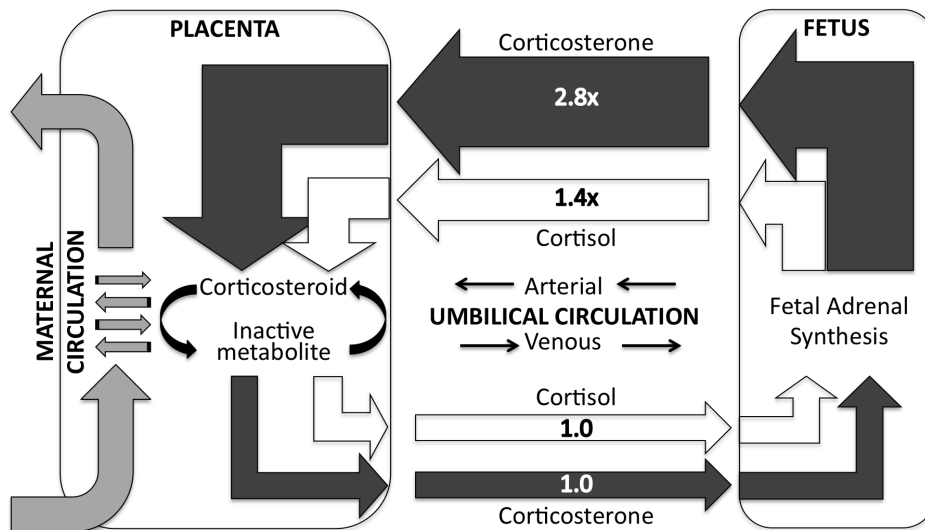 PLACENTA
Corticosterone
FETUS
2.8x
1.4x
Cortisol
MATERNAL
CIRCULATION
Corticosteroid
Inactive
metabolite
Arterial
UMBILICAL CIRCULATION
Venous
Fetal Adrenal
Synthesis
Cortisol
1.0
1.0
Corticosterone